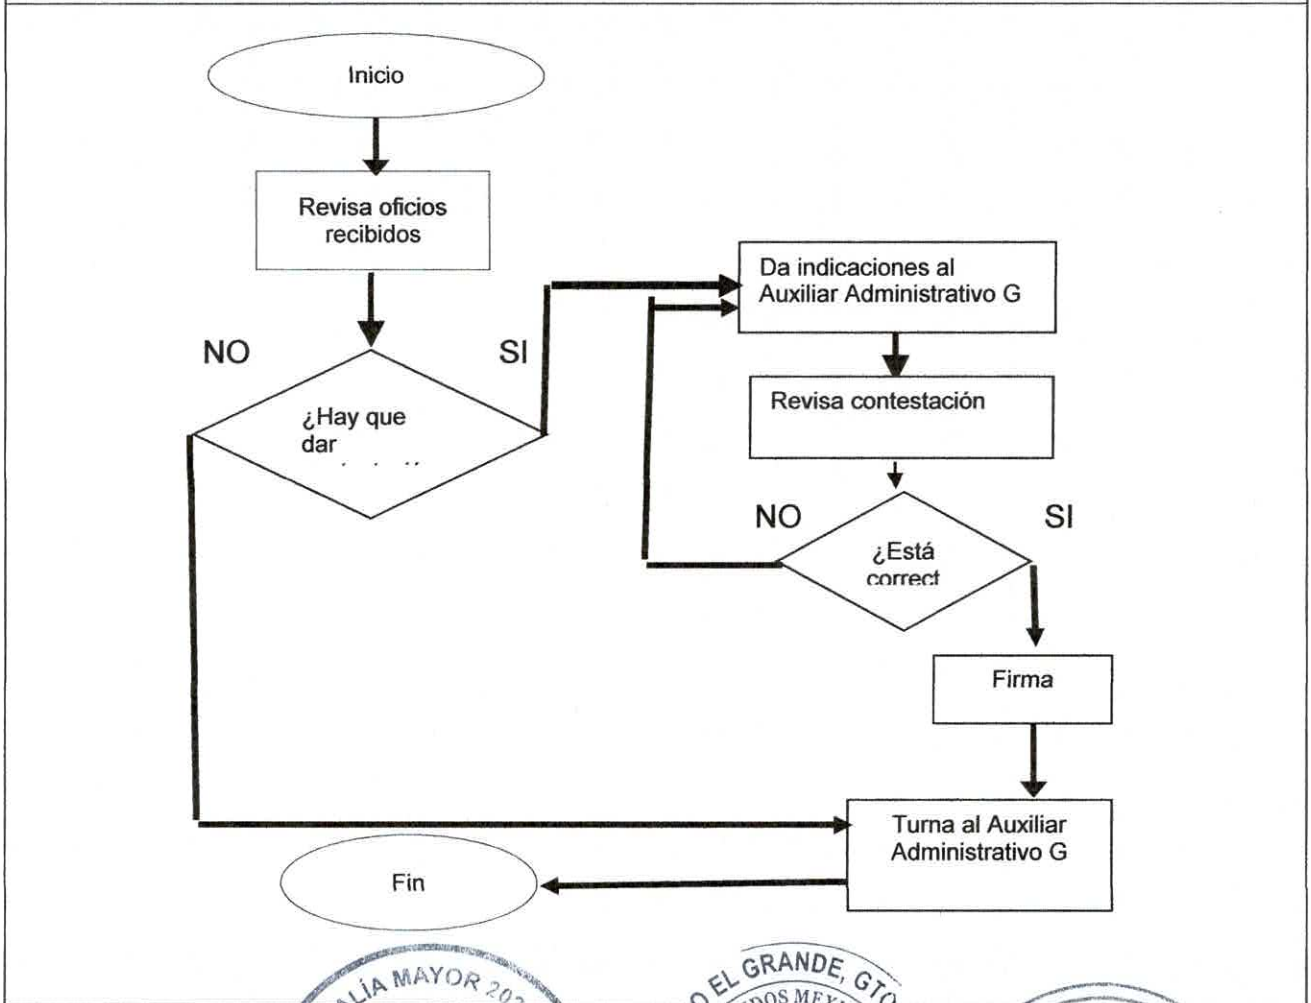 Inicio
Revisa oficios
recibidos
NO
SI
¿Hay que
dar
Da indicaciones al
Auxiliar Administrativo G
Revisa contestación
NO
SI
¿Está
correct
Firma
Turna al Auxiliar
Administrativo G
Fin
MAYOR
EL GRANDE, GTO